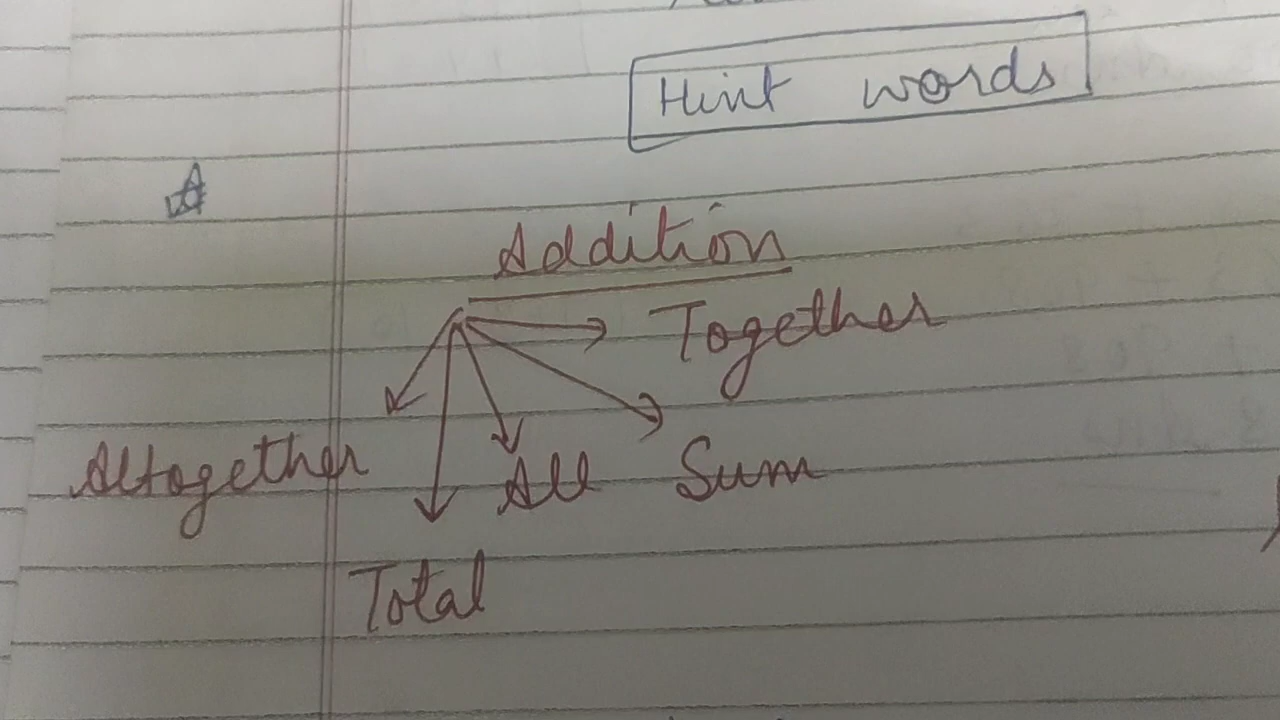 Hint words
Addition
Together
Altogether
All
Sum
Total